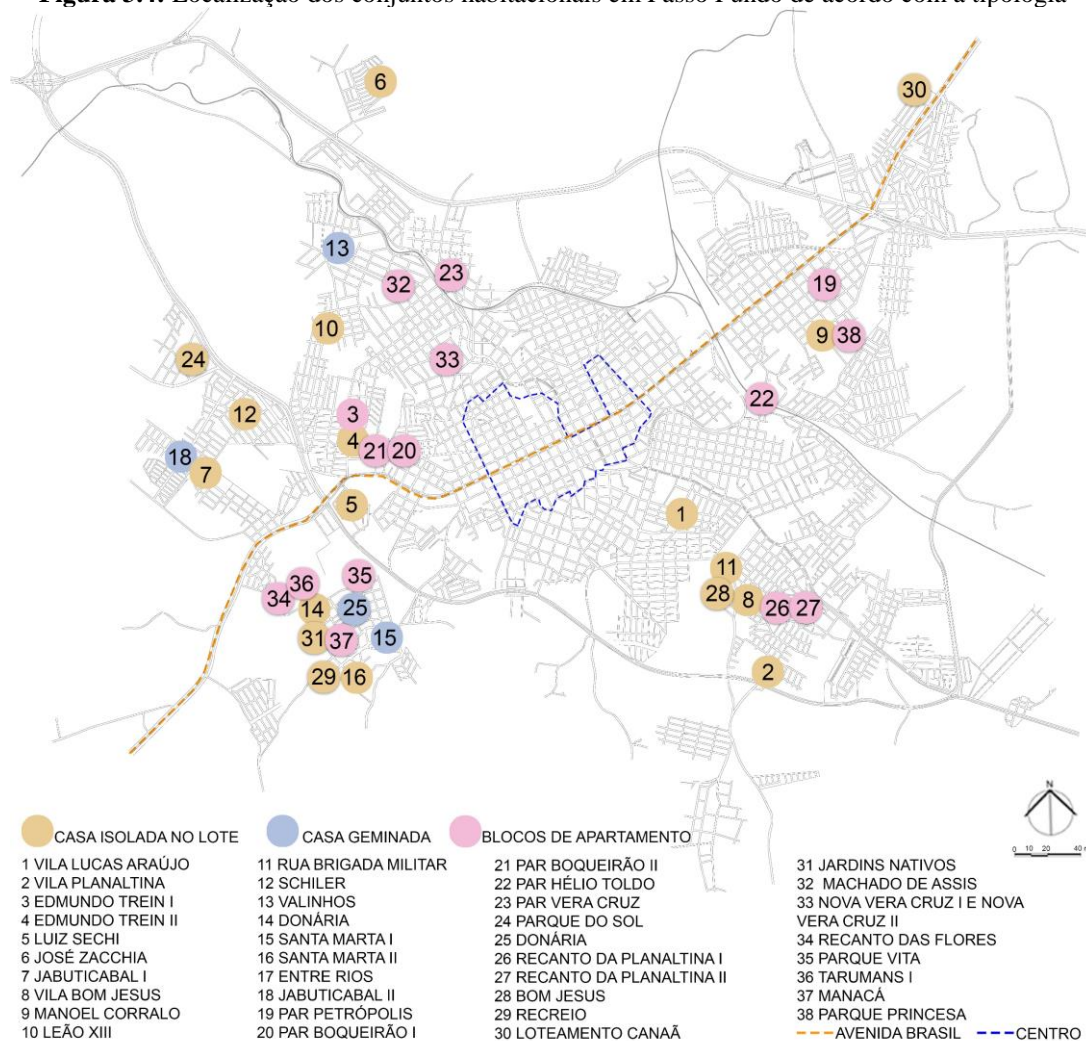 Figura 3.4: Localização dos conjuntos habitacionais em Passo Fundo de acordo com a tipologia
6
30
13
23
32
19
10
9
38
33
24
22
3
12
4
21
20
18
7
5
1
11
35
36
28
8
34
14
25
26
27
31
37
15
2
29
16
N
0 10 20
CASA ISOLADA NO LOTE
CASA GEMINADA
BLOCOS DE APARTAMENTO
1 VILA LUCAS ARAÚJO
2 VILA PLANALTINA
3 EDMUNDO TREIN I
4 EDMUNDO TREIN II
5 LUIZ SECHI
6 JOSÉ ZACCHIA
7 JABUTICABAL I
8 VILA BOM JESUS
9 MANOEL CORRALO
10 LEÃO XIII
11 RUA BRIGADA MILITAR
12 SCHILER
13 VALINHOS
14 DONÁRIA
15 SANTA MARTA I
16 SANTA MARTA II
17 ENTRE RIOS
18 JABUTICABAL II
19 PAR PETRÓPOLIS
20 PAR BOQUEIRÃO I
21 PAR BOQUEIRÃO II
22 PAR HÉLIO TOLDO
23 PAR VERA CRUZ
24 PARQUE DO SOL
25 DONÁRIA
26 RECANTO DA PLANALTINA I
27 RECANTO DA PLANALTINA II
28 BOM JESUS
29 RECREIO
30 LOTEAMENTO CANAÃ
31 JARDINS NATIVOS
32 MACHADO DE ASSIS
33 NOVA VERA CRUZ I E NOVA
VERA CRUZ II
34 RECANTO DAS FLORES
35 PARQUE VITA
36 TARUMANS I
37 MANACÁ
38 PARQUE PRINCESA
AVENIDA BRASIL
CENTRO